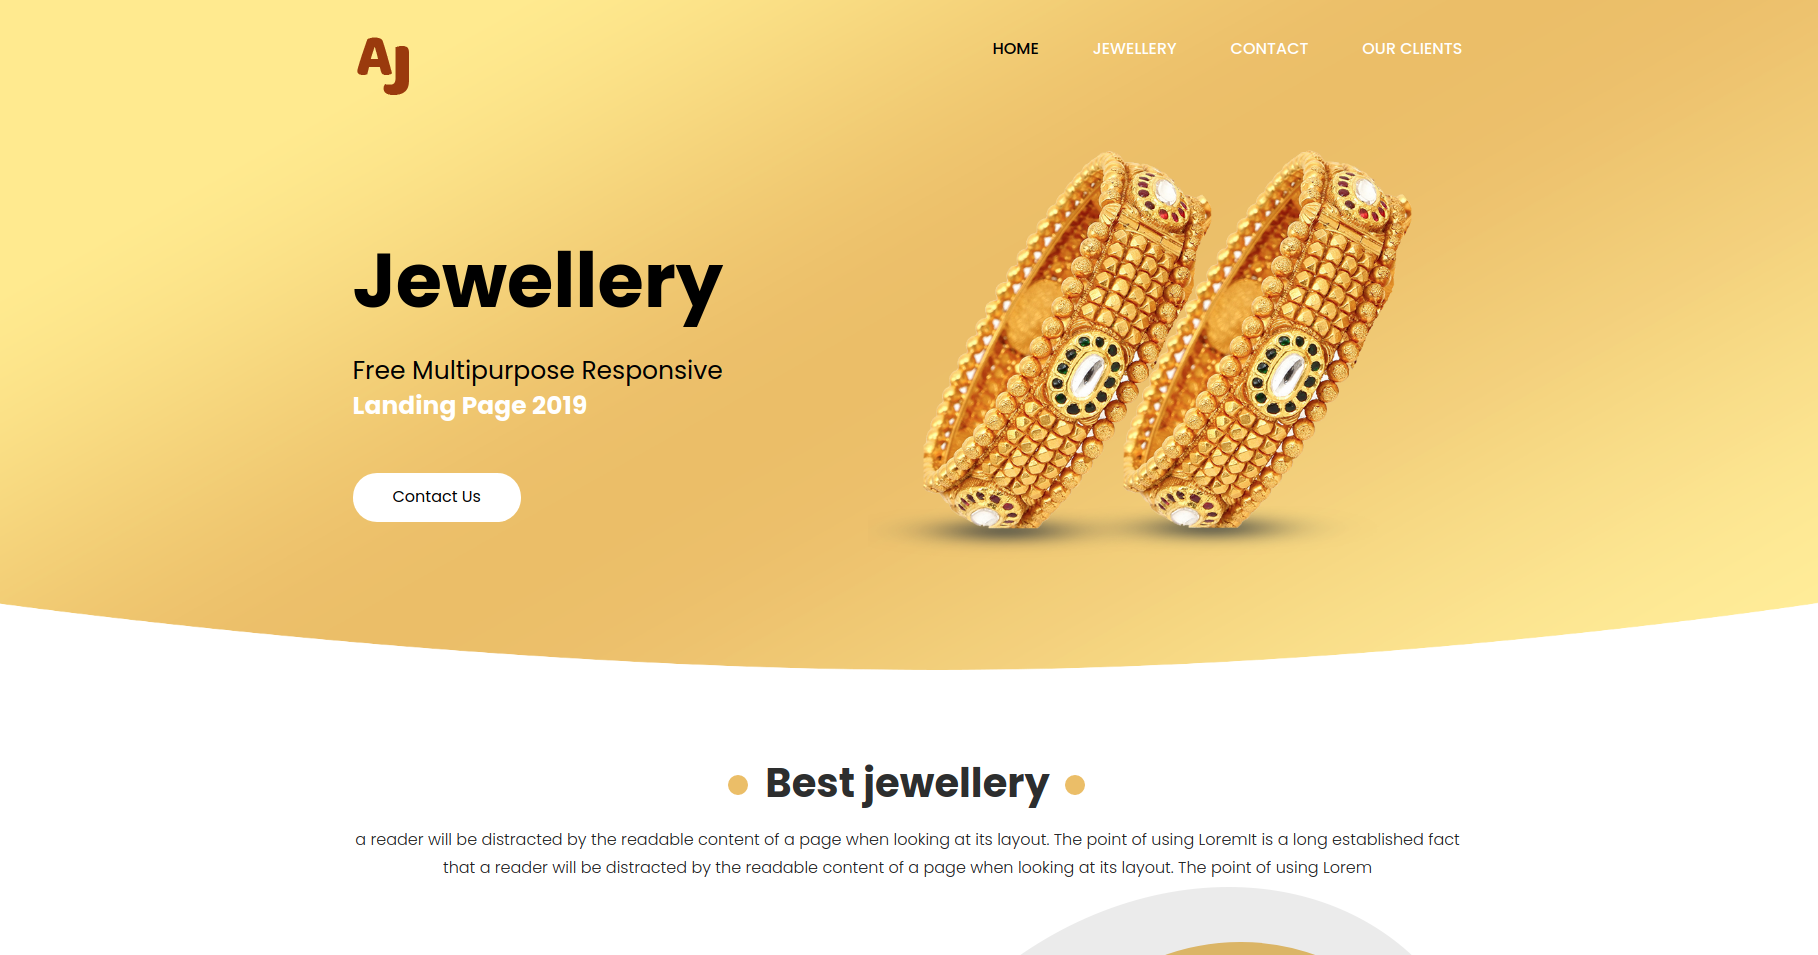 AJ
HOME JEWELLERY CONTACT OUR CLIENTS
Jewellery
Free Multipurpose Responsive
Landing Page 2019
Contact Us
Best jewellery
a reader will be distracted by the readable content of a page when looking at its layout. The point of using LoremIt is a long established fact
that a reader will be distracted by the readable content of a page when looking at its layout. The point of using Lorem